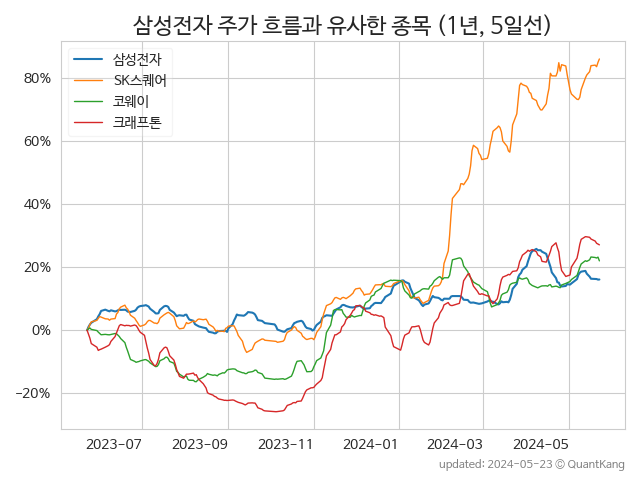 삼성전자 주가 흐름과 유사한 종목 (1년, 5일선)
삼성전자
SK스퀘어
코웨이
크래프톤
80%
60%
40%
20%
0%
−20%
2023-07
2023-09
2023-11
2024-01
2024-03
2024-05
updated: 2024-05-23 © QuantKang